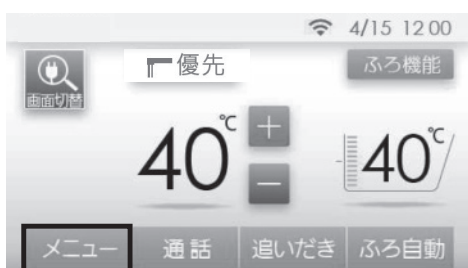 4/15 12:00
画面切替
優先
ふろ機能
40℃
+
40℃
-
メニュー
通話
追いだき
ふろ自動